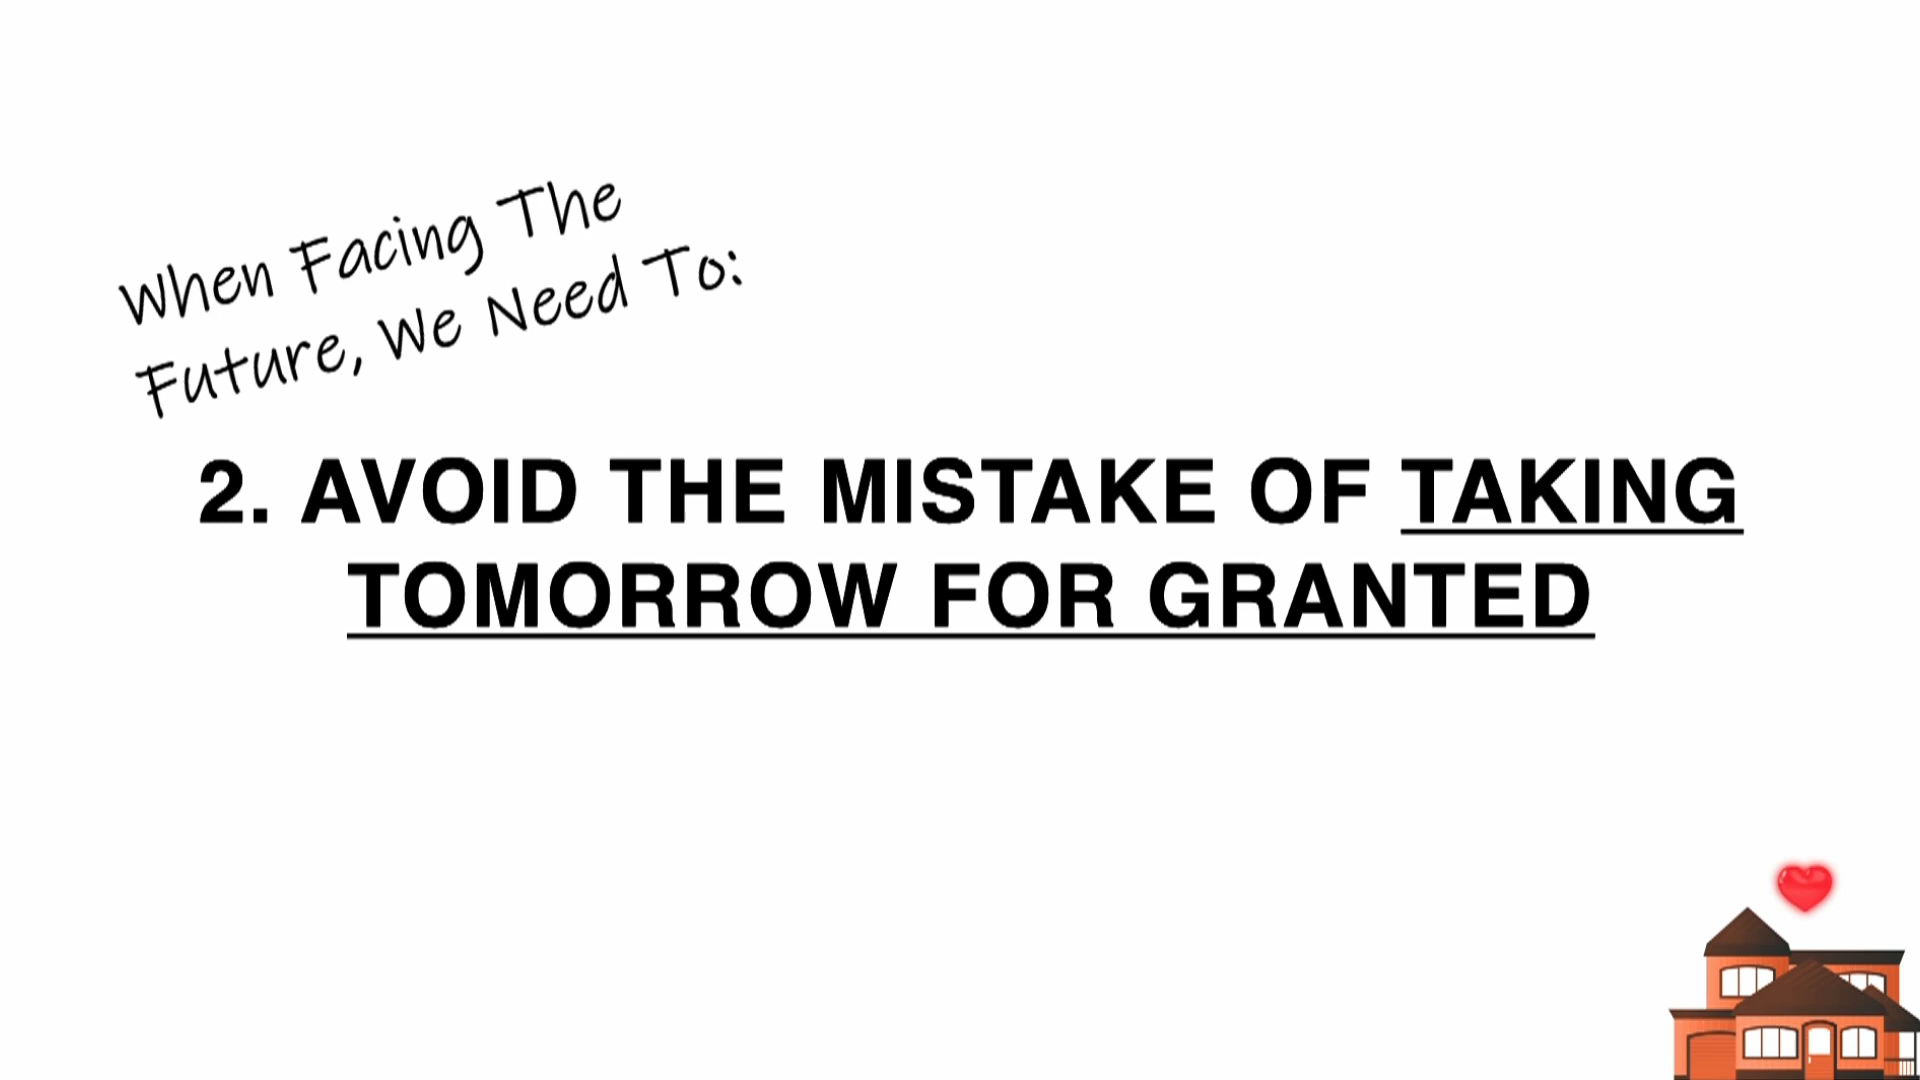 When Facing The
Future, We Need To:
2. AVOID THE MISTAKE OF TAKING
TOMORROW FOR GRANTED